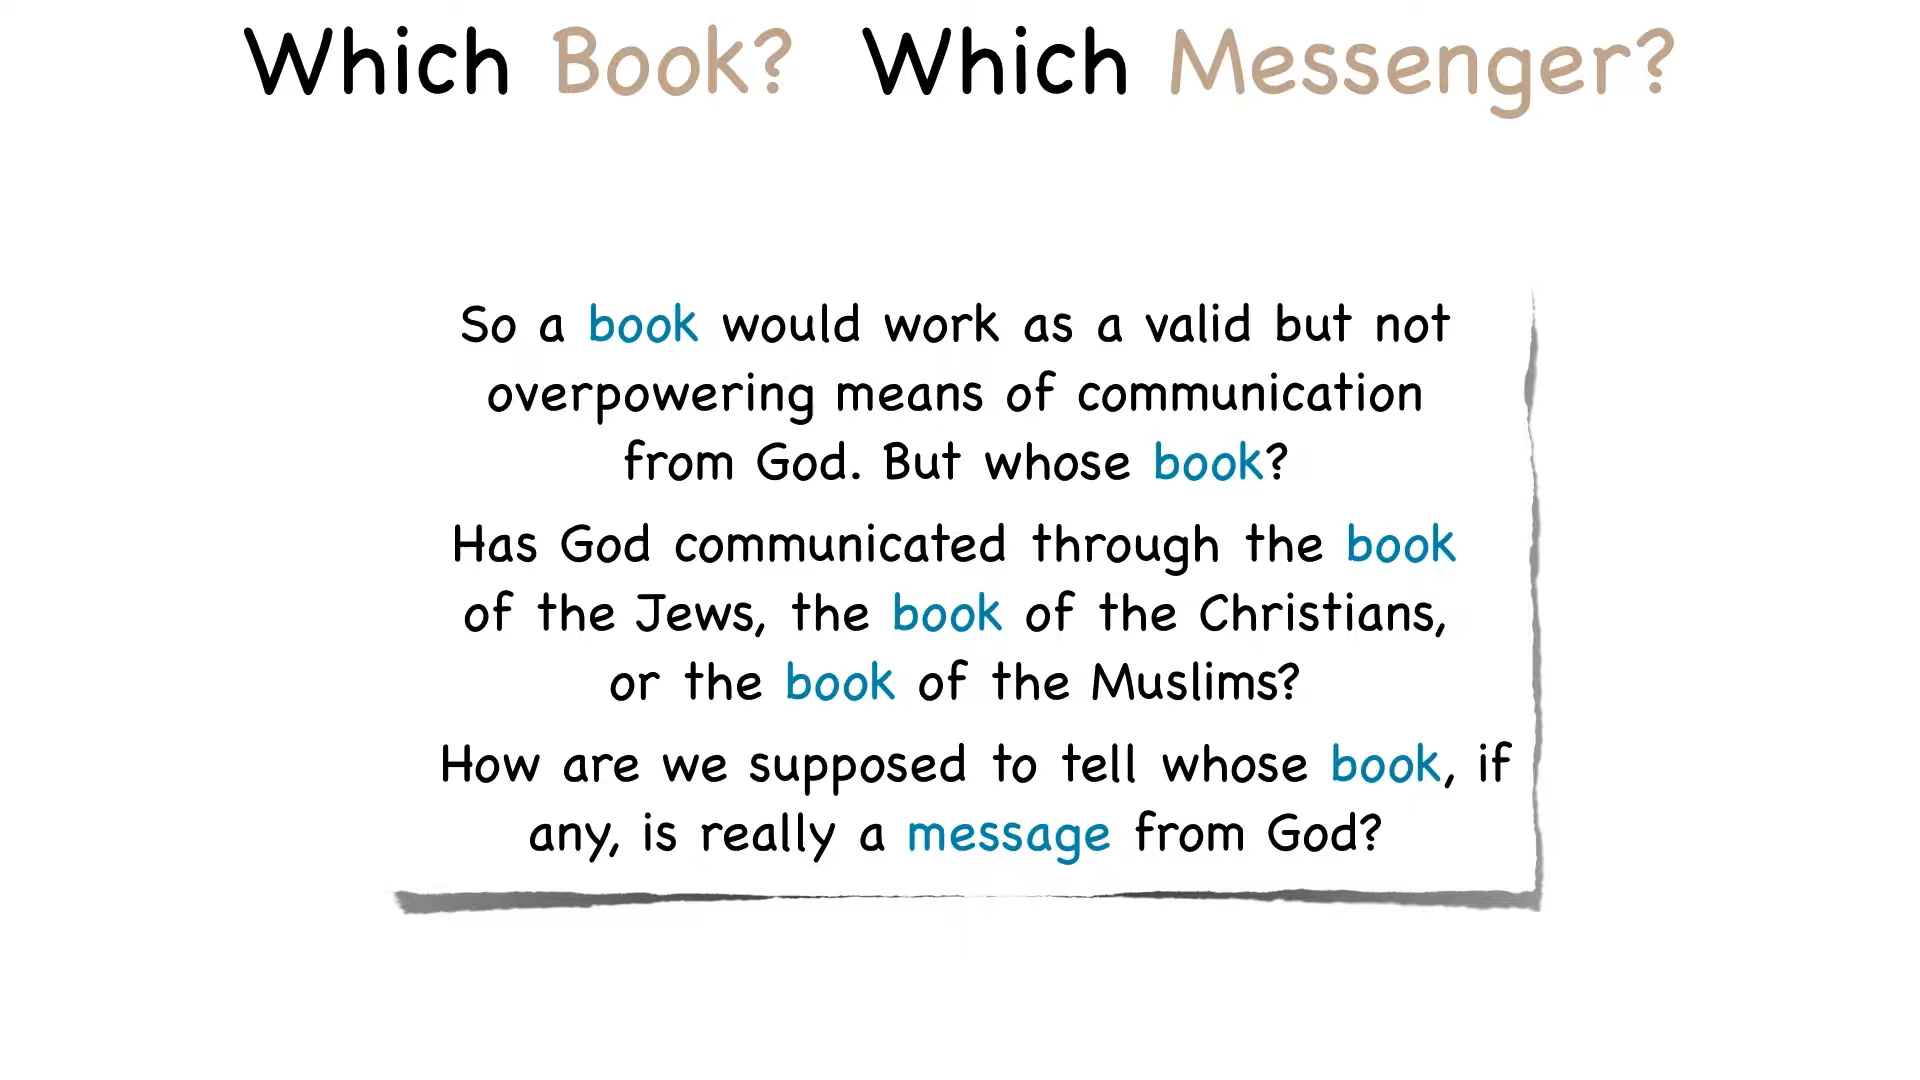 Which Book? Which Messenger?
So a book would work as a valid but not
overpowering means of communication
from God. But whose book?
Has God communicated through the book
of the Jews, the book of the Christians,
or the book of the Muslims?
How are we supposed to tell whose book, if
any, is really a message from God?